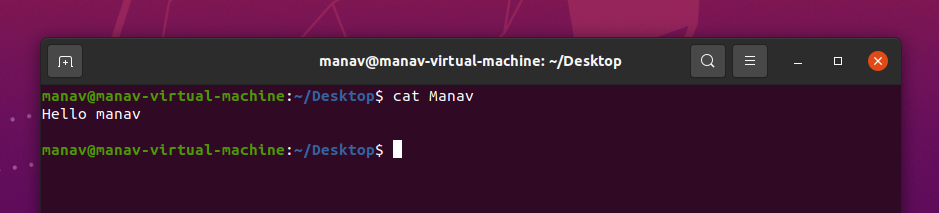 manav@manav-virtual-machine: ~/Desktop
manav@manav-virtual-machine:~/Desktop$ cat Manav
Hello manav
manav@manav-virtual-machine:~/Desktop$